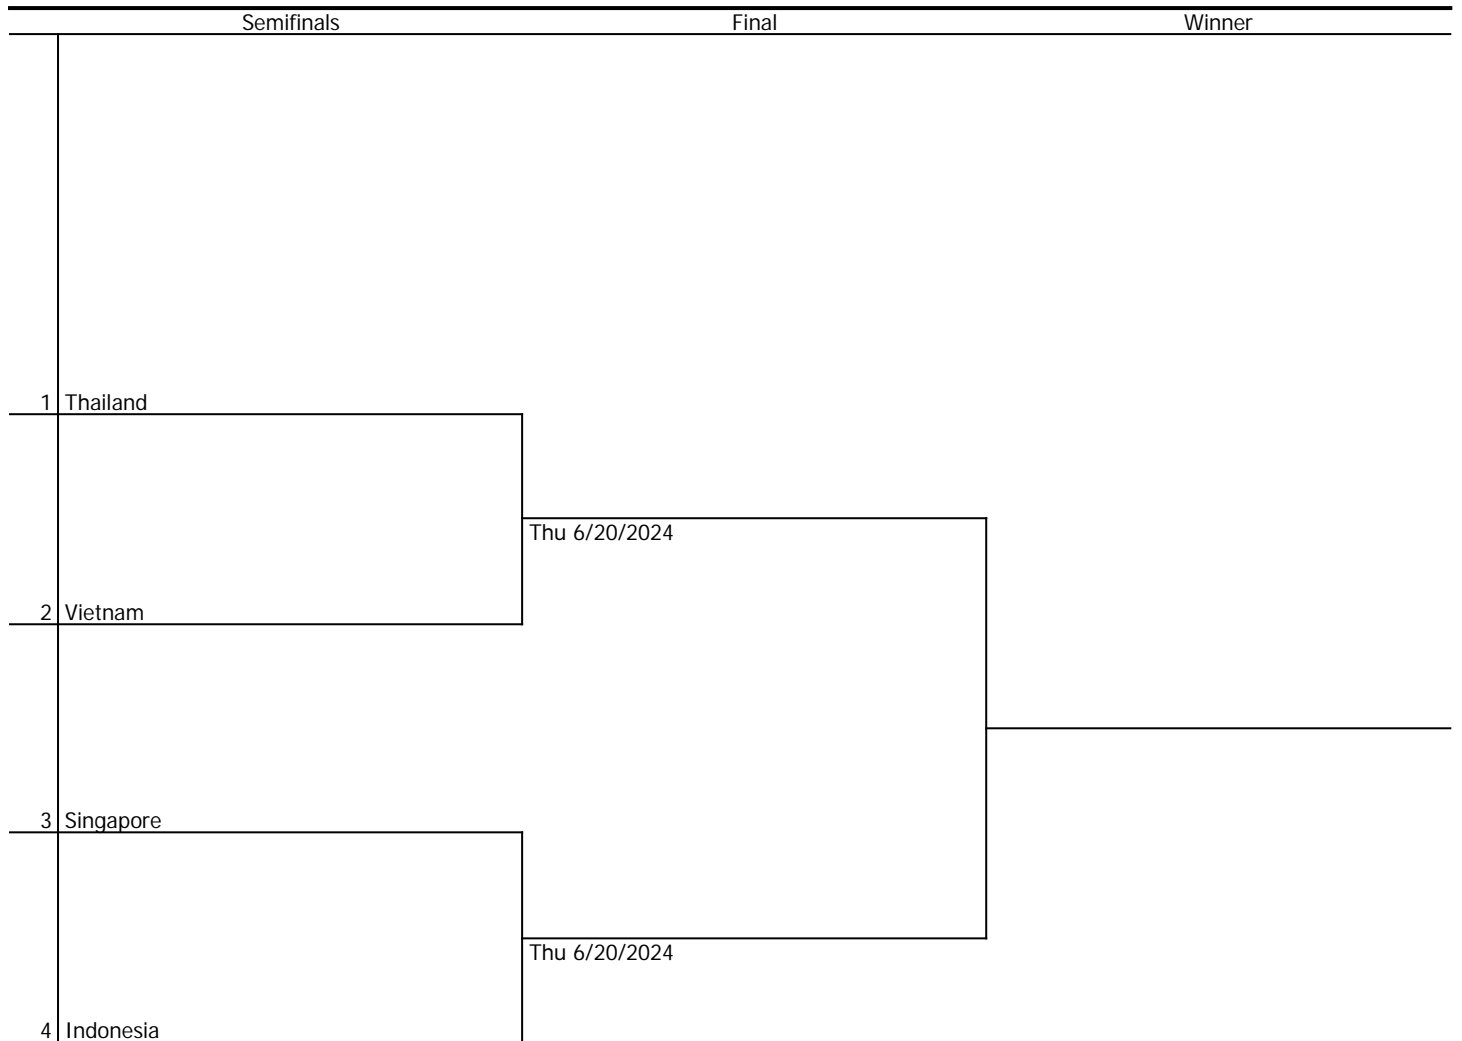 Semifinals Final Winner
1 Thailand
Thu 6/20/2024
2 Vietnam
3 Singapore
Thu 6/20/2024
4 Indonesia